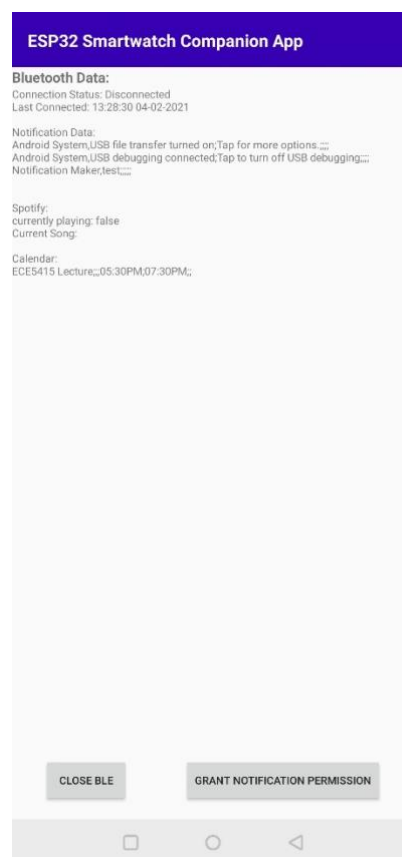 ESP32 Smartwatch Companion App
Bluetooth Data:
Connection Status: Disconnected
Last Connected: 13:28:30 04-02-2021
Notification Data:
Android System,USB file transfer turned on;Tap for more options.;;;;
Android System,USB debugging connected;Tap to turn off USB debugging;;;;
Notification Maker,test;;;;;
Spotify:
currently playing: false
Current Song:
Calendar:
ECE5415 Lecture;;;05:30PM;07:30PM;;
CLOSE BLE
GRANT NOTIFICATION PERMISSION